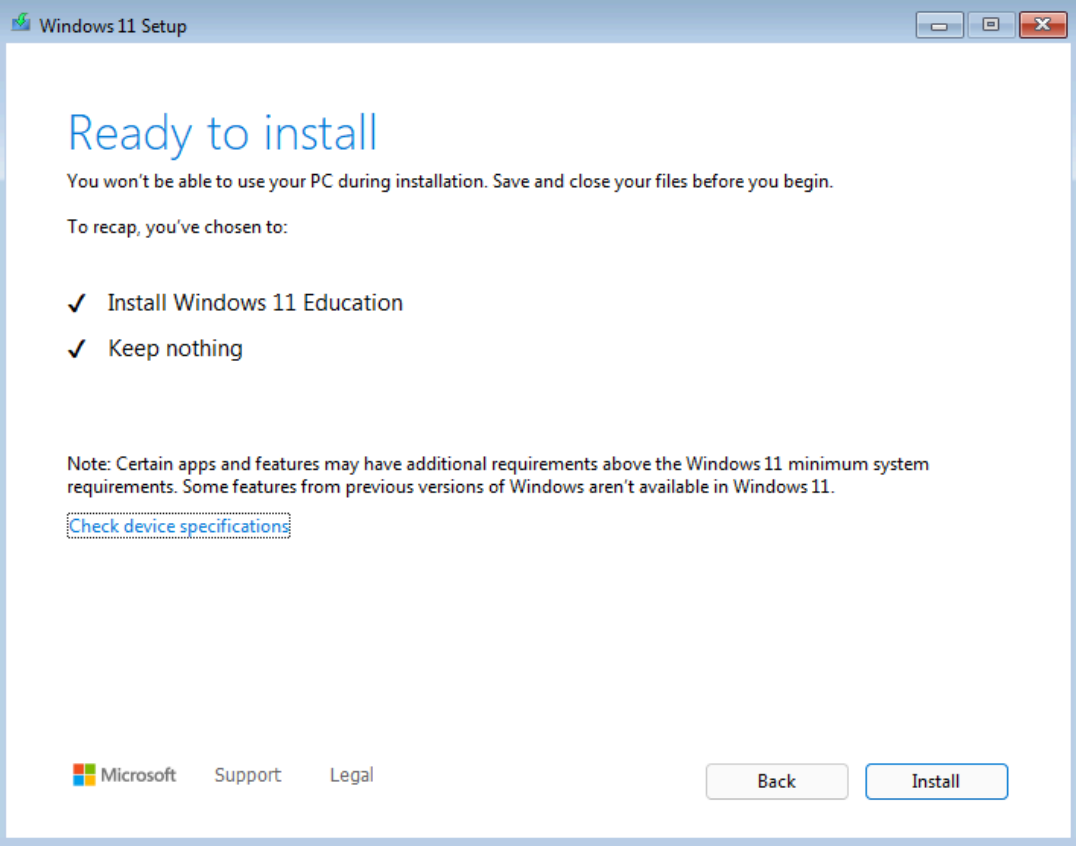 Windows 11 Setup
Ready to install
You won't be able to use your PC during installation. Save and close your files before you begin.
To recap, you've chosen to:
✓ Install Windows 11 Education
✓ Keep nothing
Note: Certain apps and features may have additional requirements above the Windows 11 minimum system
requirements. Some features from previous versions of Windows aren't available in Windows 11.
Check device specifications
Microsoft Support Legal Back Install